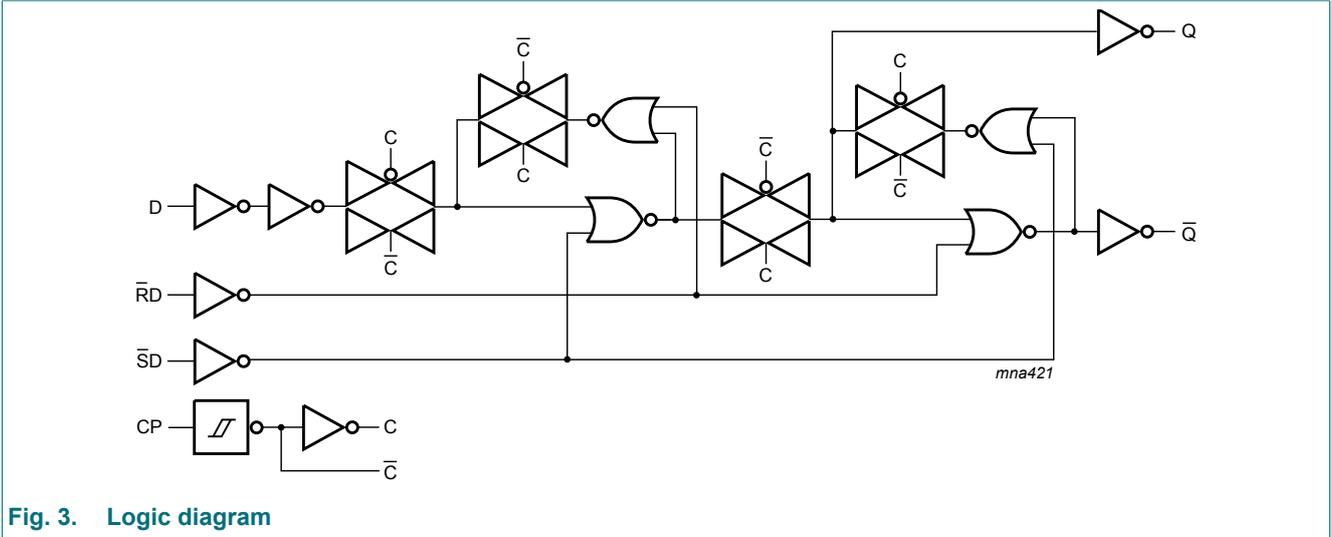 Q
C̅
C
C
C̅
C
C̅
D
C̅
Q̅
C̅
C
R̅D
S̅D
mna421
CP
C
C̅
Fig. 3. Logic diagram